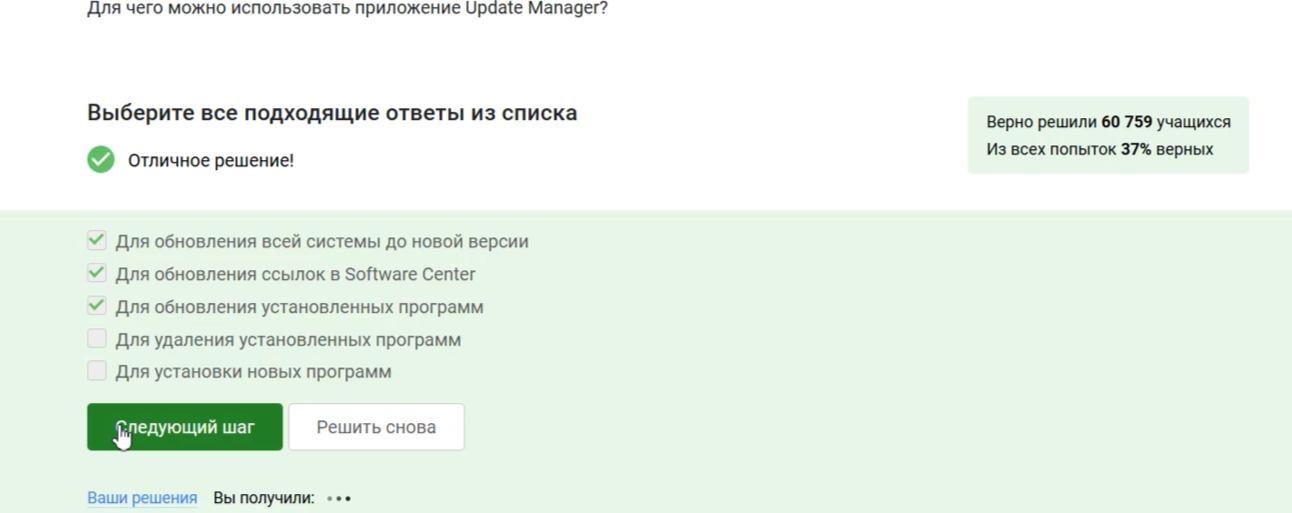 Для чего можно использовать приложение Update Manager?
Выберите все подходящие ответы из списка
Верно решили 60 759 учащихся
Из всех попыток 37% верных
Отличное решение!
Для обновления всей системы до новой версии
Для обновления ссылок в Software Center
Для обновления установленных программ
Для удаления установленных программ
Для установки новых программ
Следующий шаг
Решить снова
Ваши решения Вы получили: